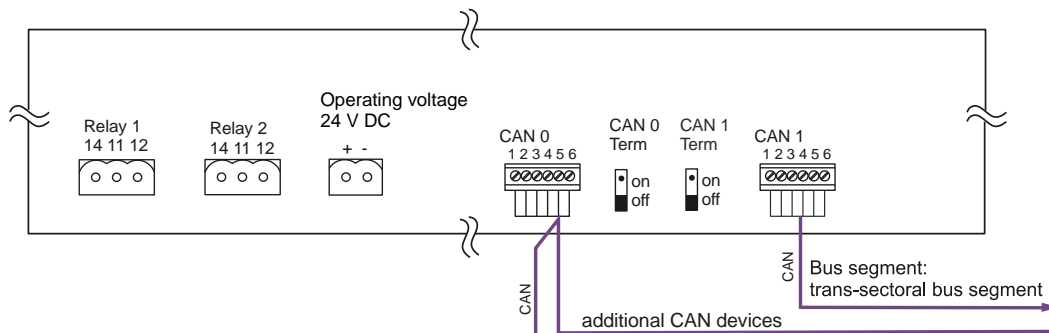 Operating voltage
24 V DC
+ -
Relay 1
14 11 12
Relay 2
14 11 12
CAN 0
1 2 3 4 5 6
CAN 0
Term
on
off
CAN 1
Term
on
off
CAN 1
1 2 3 4 5 6
CAN
CAN
Bus segment:
trans-sectoral bus segment
additional CAN devices